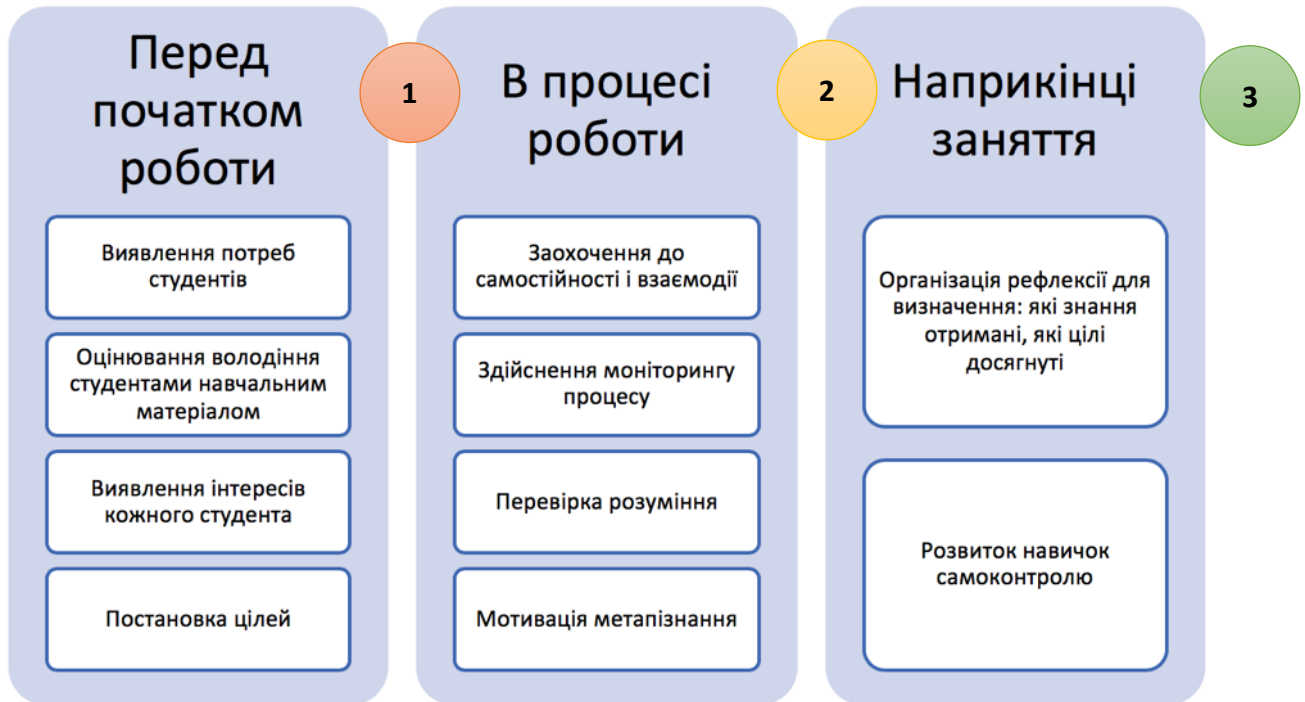 Перед
початком
роботи
1
Виявлення потреб
студентів
Оцінювання володіння
студентами навчальним
матеріалом
Виявлення інтересів
кожного студента
Постановка цілей
В процесі
роботи
2
Заохочення до
самостійності і взаємодії
Здійснення моніторингу
процесу
Перевірка розуміння
Мотивація метапізнання
Наприкінці
заняття
3
Організація рефлексії для
визначення: які знання
отримані, які цілі
досягнуті
Розвиток навичок
самоконтролю